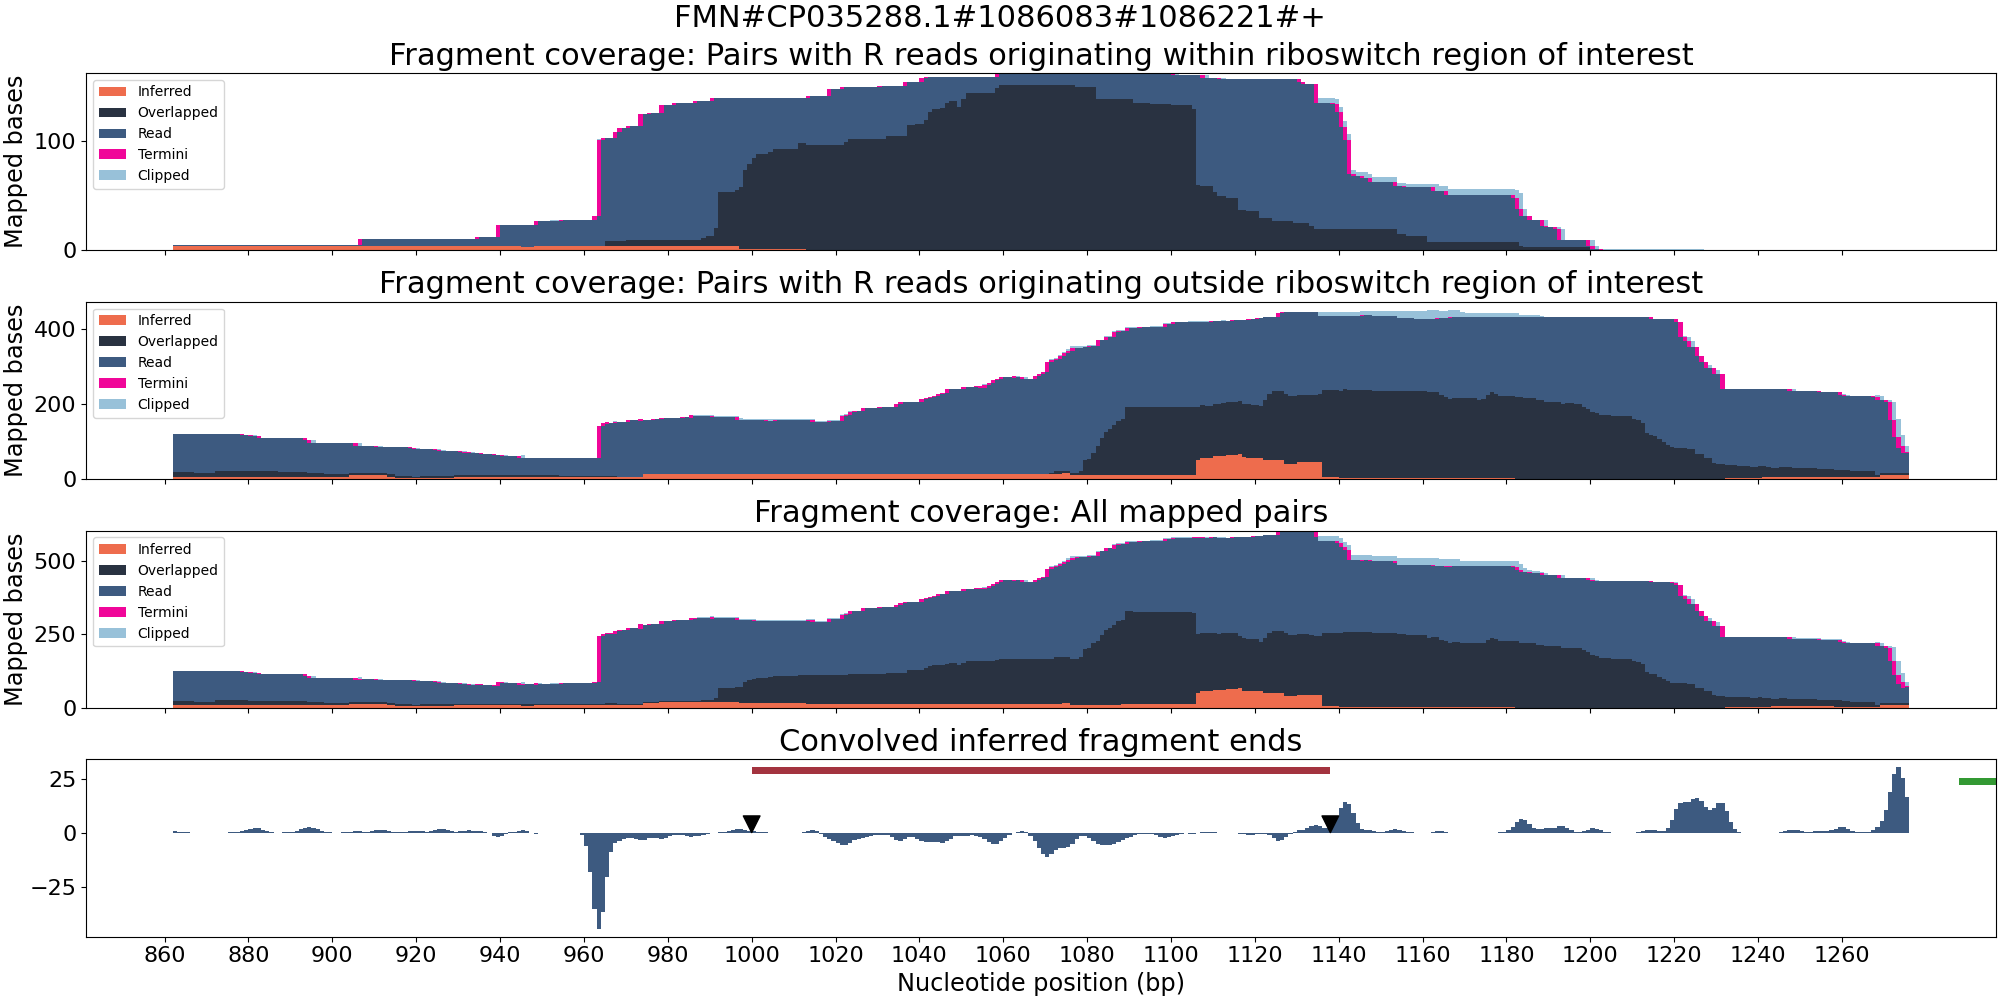 FMN#CP035288.1#1086083#1086221#+
Fragment coverage: Pairs with R reads originating within riboswitch region of interest
Mapped bases
100
0
Inferred
Overlapped
Read
Termini
Clipped
Fragment coverage: Pairs with R reads originating outside riboswitch region of interest
Mapped bases
400
200
0
Inferred
Overlapped
Read
Termini
Clipped
Fragment coverage: All mapped pairs
Mapped bases
500
250
0
Inferred
Overlapped
Read
Termini
Clipped
Convolved inferred fragment ends
25
0
−25
860 880 900 920 940 960 980 1000 1020 1040 1060 1080 1100 1120 1140 1160 1180 1200 1220 1240 1260
Nucleotide position (bp)